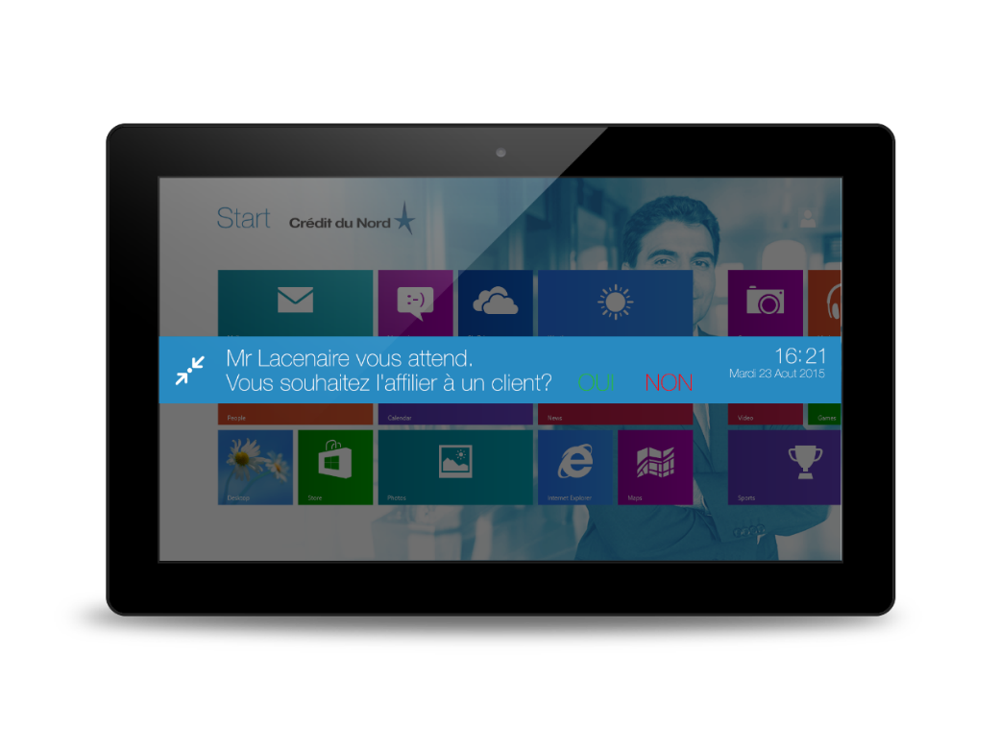 Start
Crédit du Nord
Mr Lacenaire vous attend.
Vous souhaitez l'affilier à un client?
OUI
NON
16:21
Mardi 23 Aout 2015
People
Calendar
News
Video
Games
Desktop
Store
Photos
Internet Explorer
Maps
Sports